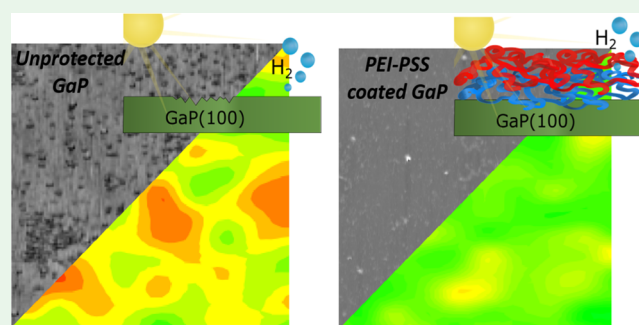 Unprotected
GaP
H2
GaP(100)
PEI-PSS
coated GaP
H2
GaP(100)